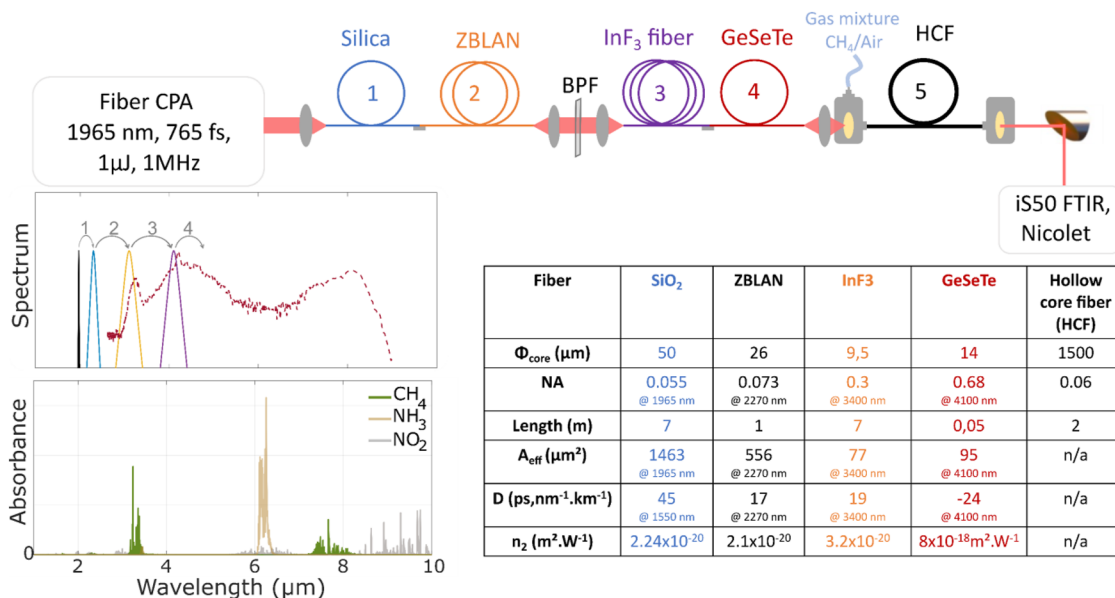 Silica
ZBLAN
InF₃ fiber
GeSeTe
Gas mixture
CH₄/Air
HCF
BPF
1
2
3
4
5
Fiber CPA
1965 nm, 765 fs,
1µJ, 1MHz
iS50 FTIR,
Nicolet
Spectrum
1 2 3 4
2 4 6 8
Absorbance
CH₄
NH₃
NO₂
0
1 2 4 6 8 10
Wavelength (µm)
Fiber SiO₂ ZBLAN InF3 GeSeTe Hollow
core fiber
(HCF)
Φcore (µm) 50 26 9,5 14 1500
NA 0.055 0.073 0.3 0.68 0.06
@ 1965 nm @ 2270 nm @ 3400 nm @ 4100 nm
Length (m) 7 1 7 0,05 2
Aeff (µm²) 1463 556 77 95 n/a
@ 1965 nm @ 2270 nm @ 3400 nm @ 4100 nm
D (ps,nm⁻¹.km⁻¹) 45 17 19 -24 n/a
@ 1550 nm @ 2270 nm @ 3400 nm @ 4100 nm
n₂ (m².W⁻¹) 2.24x10⁻²⁰ 2.1x10⁻²⁰ 3.2x10⁻²⁰ 8x10⁻¹⁸m².W⁻¹ n/a